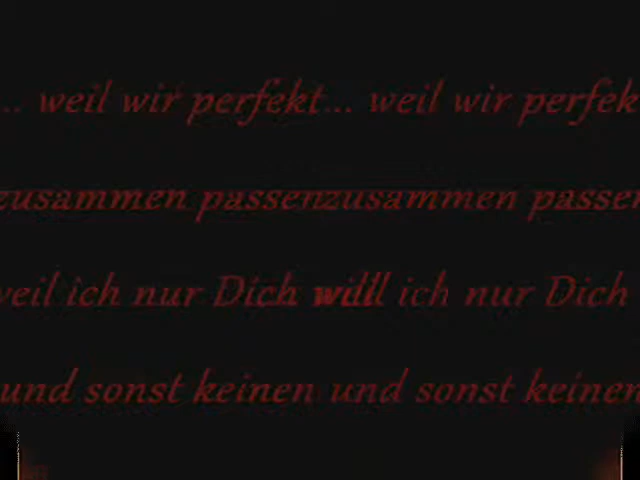 ... weil wir perfekt... weil wir perfek
zusammen passenzusammen passen
weil ich nur Dich will ich nur Dich
und sonst keinen und sonst keinen